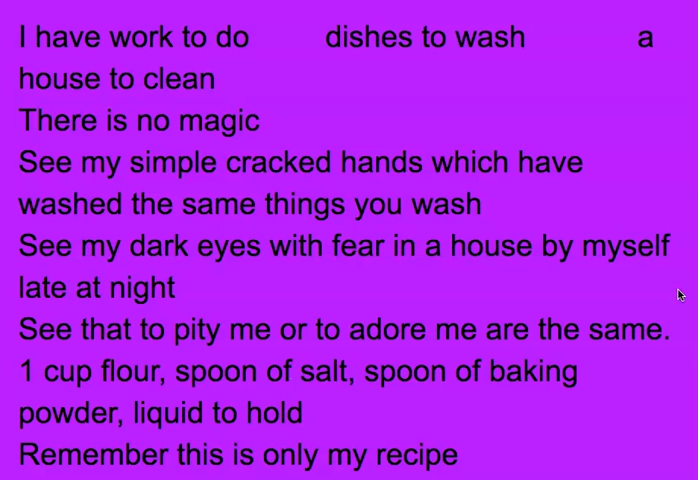 I have work to do dishes to wash a
house to clean
There is no magic
See my simple cracked hands which have
washed the same things you wash
See my dark eyes with fear in a house by myself
late at night
See that to pity me or to adore me are the same.
1 cup flour, spoon of salt, spoon of baking
powder, liquid to hold
Remember this is only my recipe